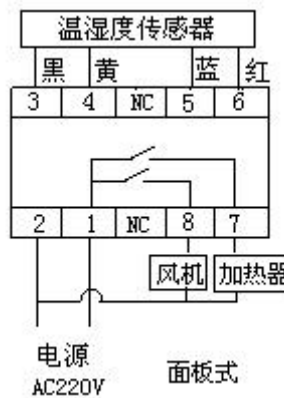 温湿度传感器
黑 黄 蓝 红
3 4 NC 5 6
2 1 NC 8 7
风机 加热器
电源
AC220V
面板式